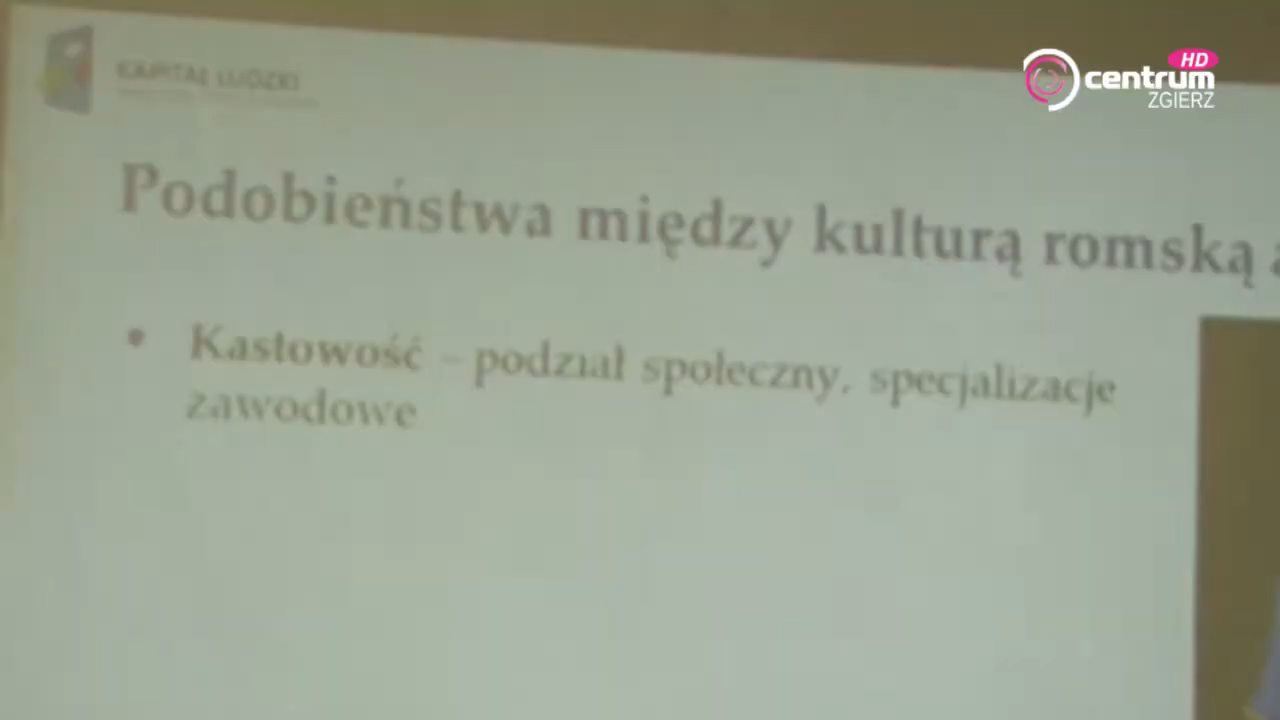 KAPITAŁ LUDZKI
HD
centrum
ZGIERZ
Podobieństwa między kulturą romską a
• Kastowość – podział społeczny, specjalizacje
zawodowe